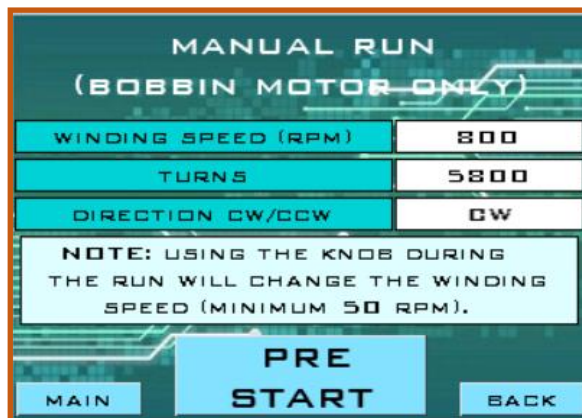 MANUAL RUN
(BOBBIN MOTOR ONLY)
WINDING SPEED (RPM) 800
TURNS 5800
DIRECTION CW/CCW CW
NOTE: USING THE KNOB DURING
THE RUN WILL CHANGE THE WINDING
SPEED (MINIMUM 50 RPM).
PRE
START
MAIN
BACK